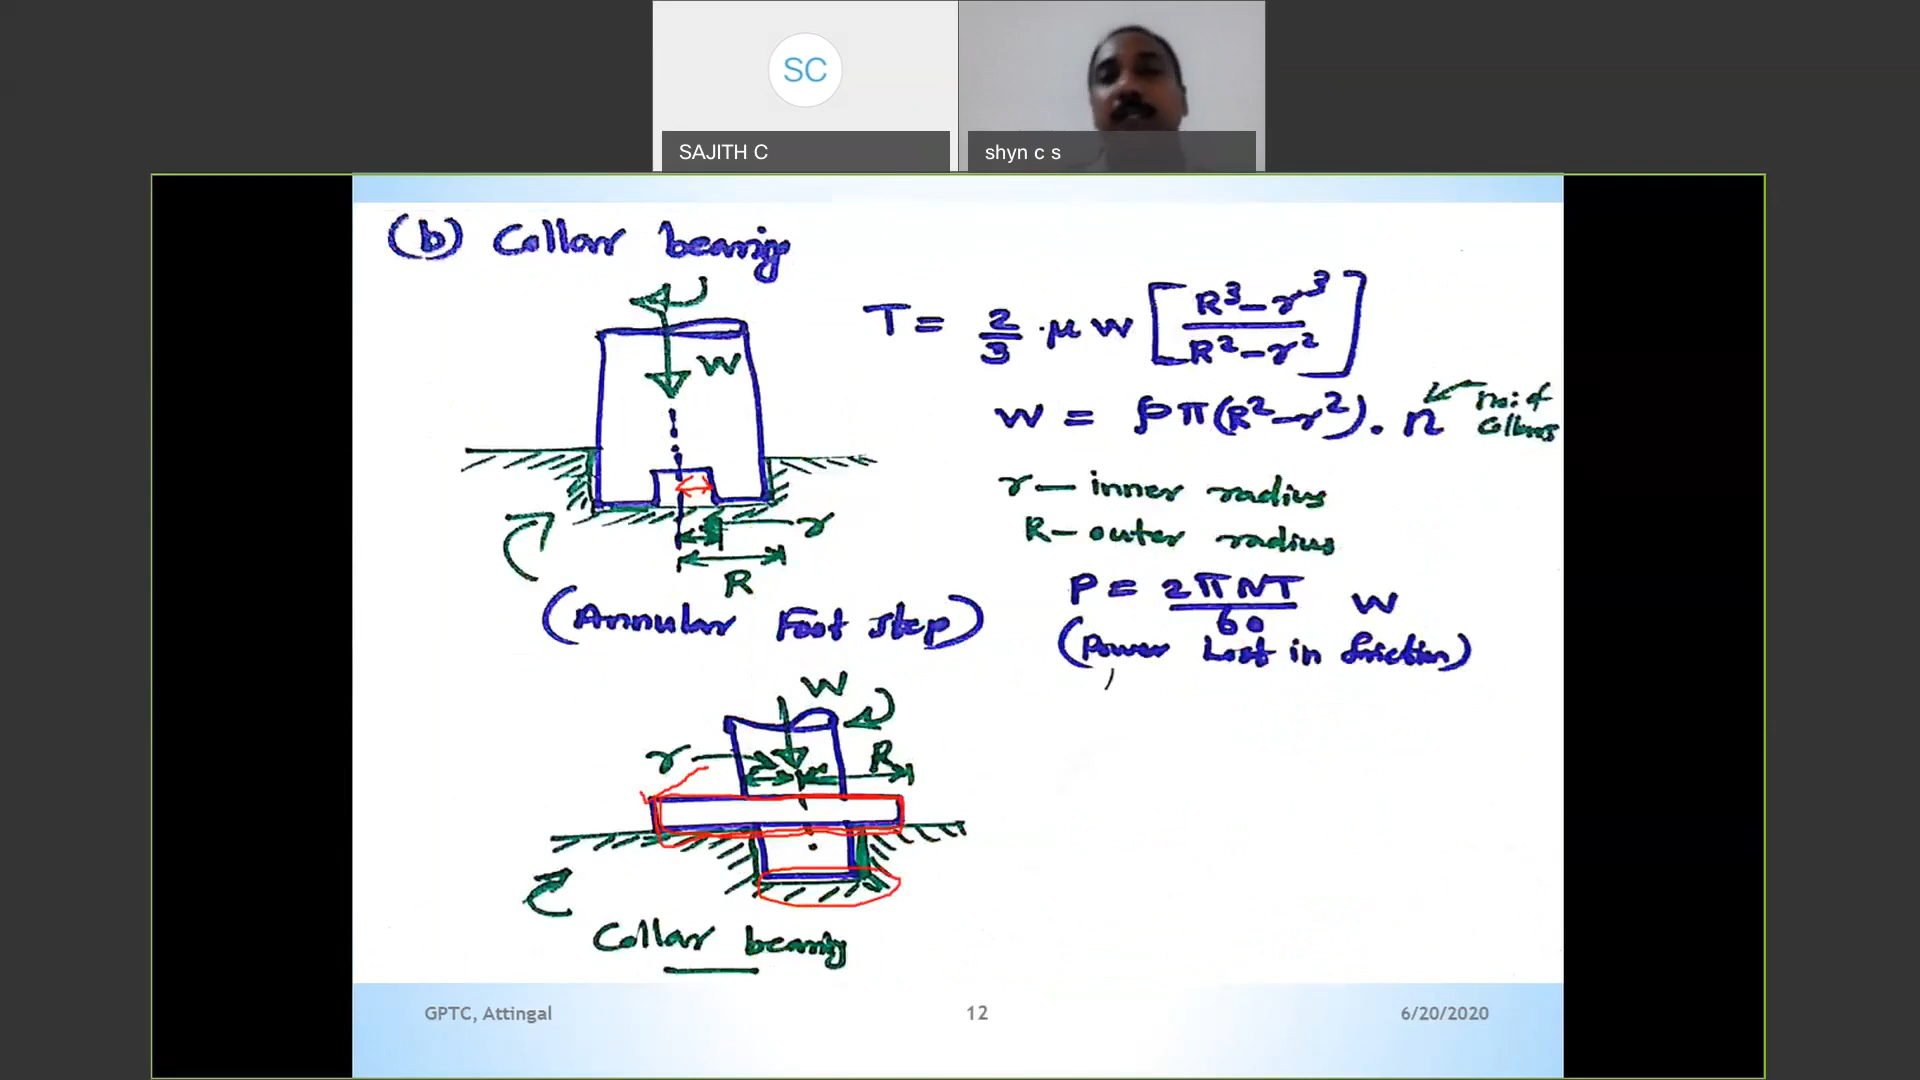 SC
SAJITH C
shyn c s
(b) Collar bearing
T = 2/3 · μ W [ R³ - r³ / R² - r² ]
W
W = pπ(R² - r²) . n
No: of
Collars
r - inner radius
R - outer radius
r
R
P = 2πNT / 60 W
(Annular Foot step)
(Power Lost in friction)
W
r
R
Collar bearing
GPTC, Attingal
12
6/20/2020